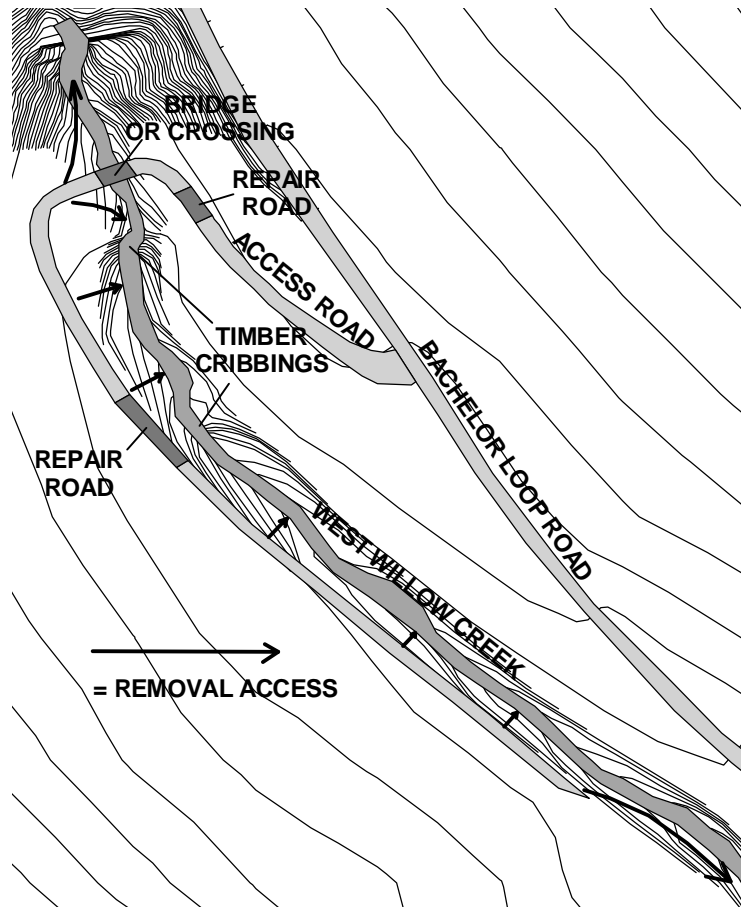 BRIDGE
OR CROSSING
REPAIR
ROAD
ACCESS ROAD
TIMBER
CRIBBINGS
BACHELOR LOOP ROAD
REPAIR
ROAD
WEST WILLOW CREEK
= REMOVAL ACCESS